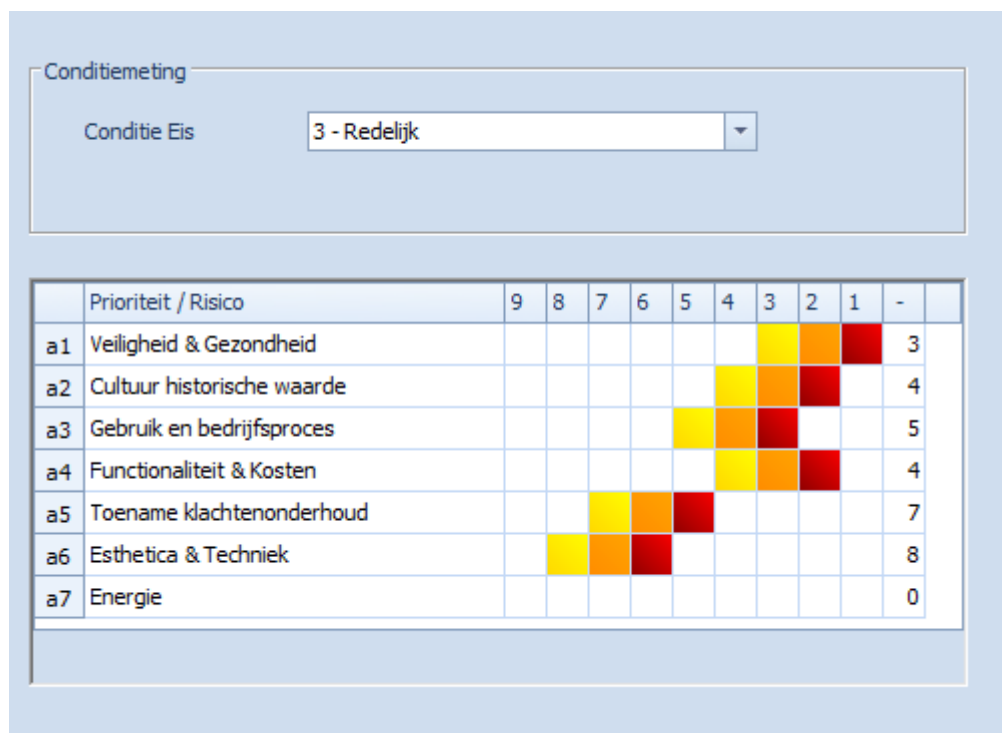 Conditiemeting
Conditie Eis 3 - Redelijk
Prioriteit / Risico 9 8 7 6 5 4 3 2 1 -
a1 Veiligheid & Gezondheid 3
a2 Cultuur historische waarde 4
a3 Gebruik en bedrijfsproces 5
a4 Functionaliteit & Kosten 4
a5 Toename klachtenonderhoud 7
a6 Esthetica & Techniek 8
a7 Energie 0